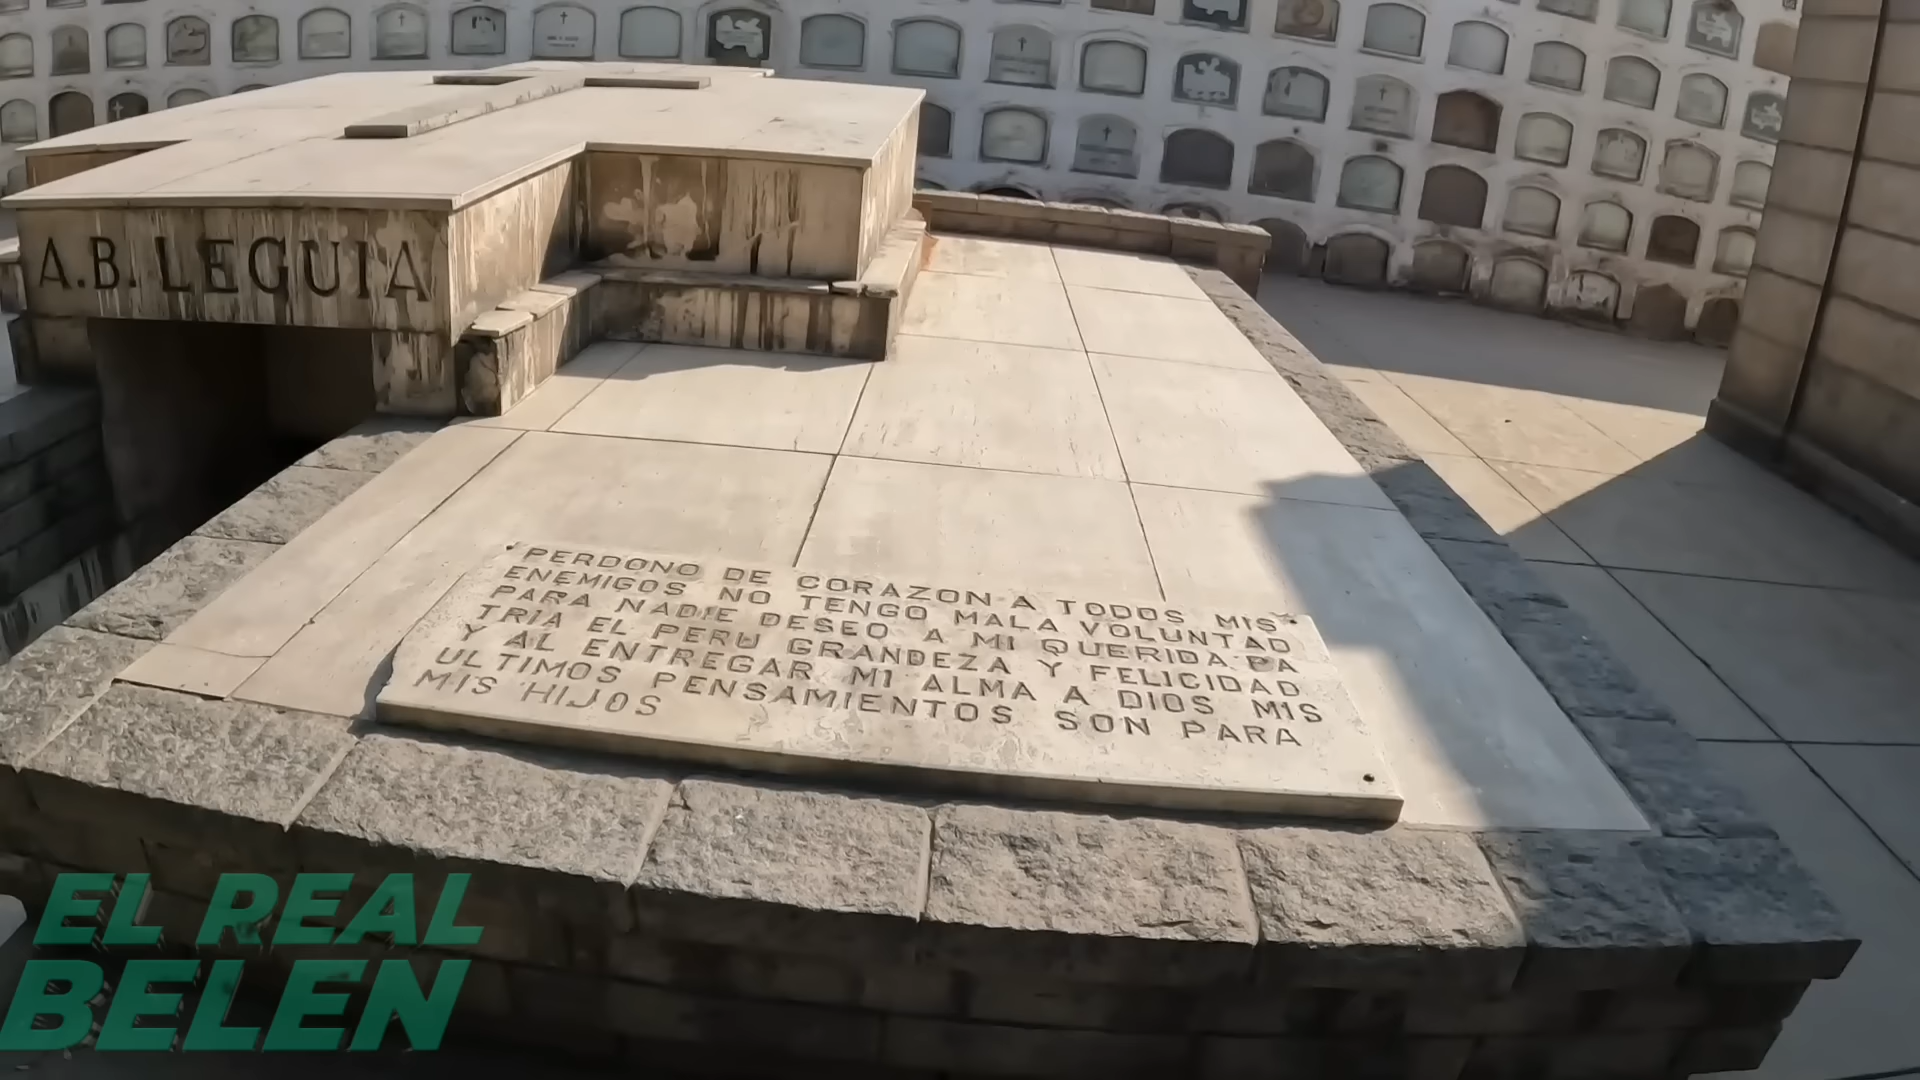 A.B. LEGUIA
PERDONO DE CORAZON A TODOS MIS
ENEMIGOS NO TENGO MALA VOLUNTAD
PARA NADIE DESEO A MI QUERIDA PA
TRIA EL PERU GRANDEZA Y FELICIDAD
Y AL ENTREGAR MI ALMA A DIOS MIS
ULTIMOS PENSAMIENTOS SON PARA
MIS HIJOS
EL REAL
BELEN